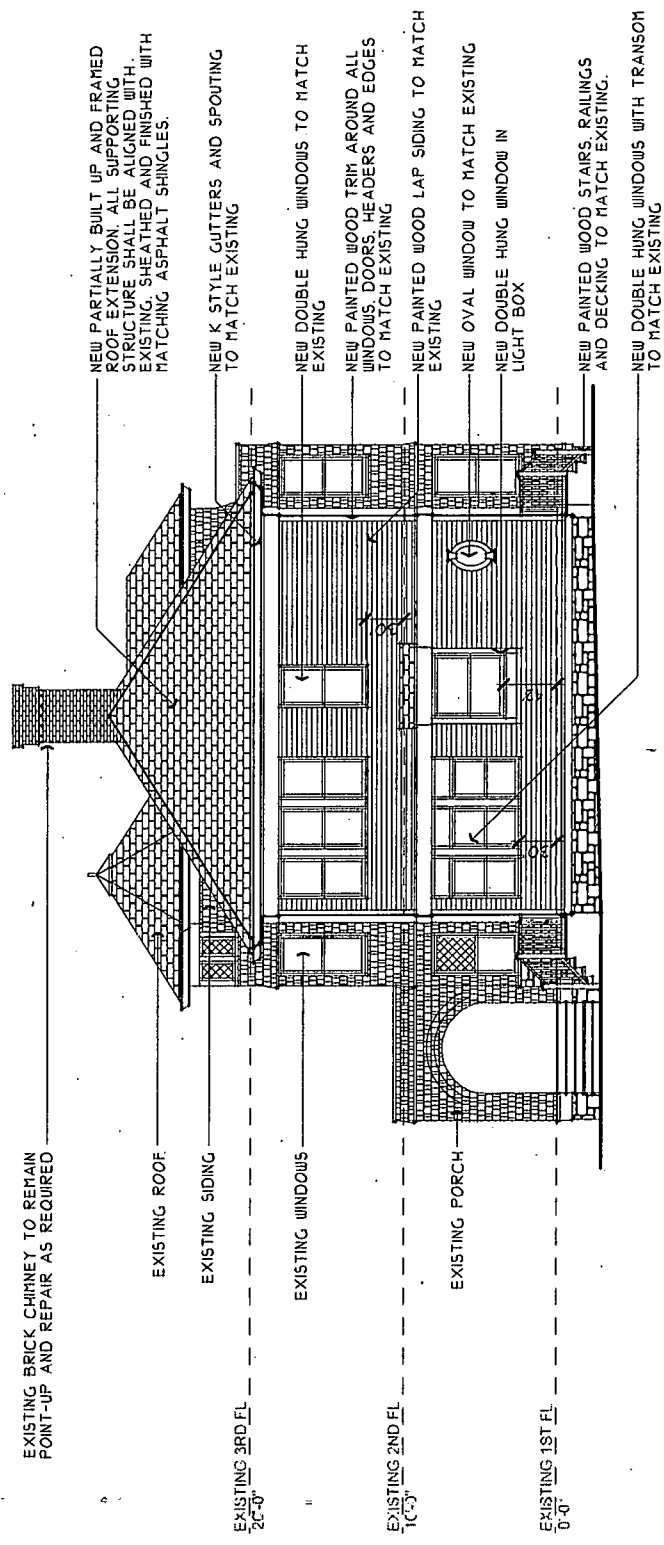 EXISTING BRICK CHIMNEY TO REMAIN
POINT-UP AND REPAIR AS REQUIRED
EXISTING ROOF
EXISTING SIDING
EXISTING WINDOWS
EXISTING PORCH
EXISTING 3RD FL
20'-0"
EXISTING 2ND FL
10'-0"
EXISTING 1ST FL
0'-0"
NEW PARTIALLY BUILT UP AND FRAMED
ROOF EXTENSION. ALL SUPPORTING
STRUCTURE SHALL BE ALIGNED WITH
EXISTING. SHEATHED AND FINISHED WITH
MATCHING ASPHALT SHINGLES.
NEW K STYLE GUTTERS AND SPOUTING
TO MATCH EXISTING
NEW DOUBLE HUNG WINDOWS TO MATCH
EXISTING
NEW PAINTED WOOD TRIM AROUND ALL
WINDOWS, DOORS, HEADERS AND EDGES
TO MATCH EXISTING
NEW PAINTED WOOD LAP SIDING TO MATCH
EXISTING
NEW OVAL WINDOW TO MATCH EXISTING
NEW DOUBLE HUNG WINDOW IN
LIGHT BOX
NEW PAINTED WOOD STAIRS, RAILINGS
AND DECKING TO MATCH EXISTING.
NEW DOUBLE HUNG WINDOWS WITH TRANSOM
TO MATCH EXISTING
30
42